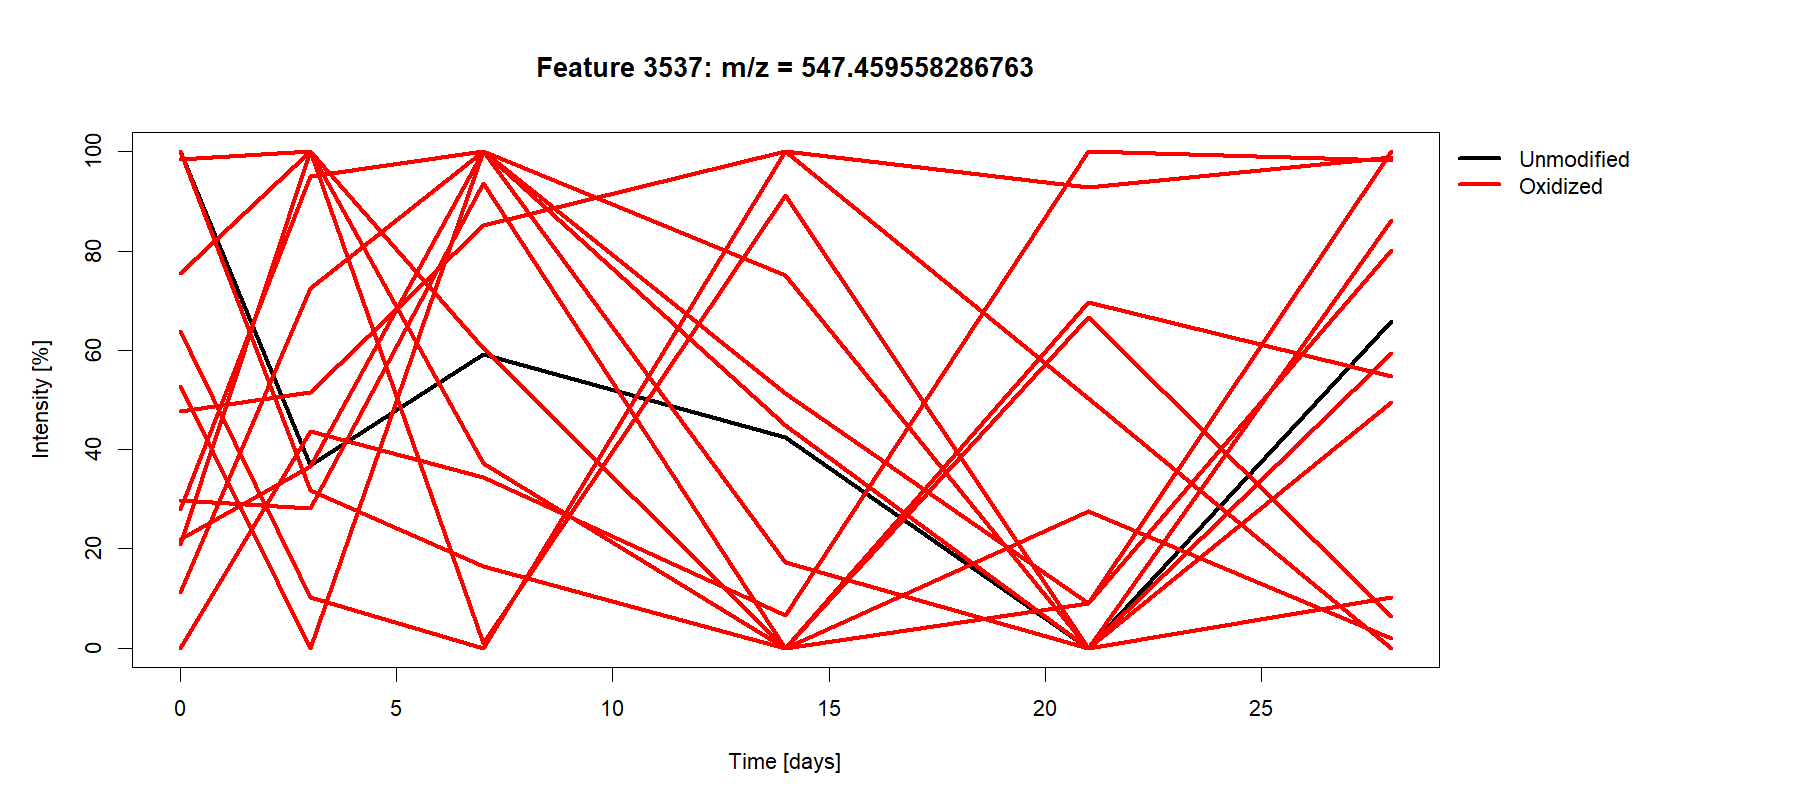 Feature 3537: m/z = 547.459558286763
Unmodified
Oxidized
Intensity [%]
100
80
60
40
20
0
0 5 10 15 20 25
Time [days]